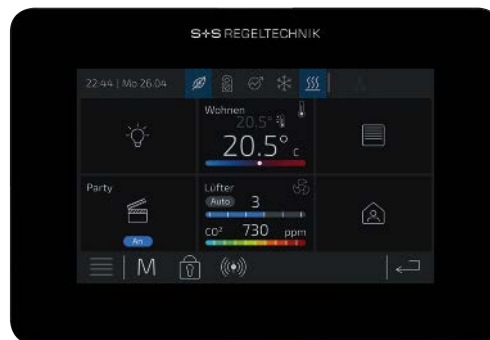 S+S REGELTECHNIK
22:44 | Mo 26.04.
Wohnen
20.5°
20.5° c
Party
An
Lüfter
Auto 3
CO² 730 ppm
M